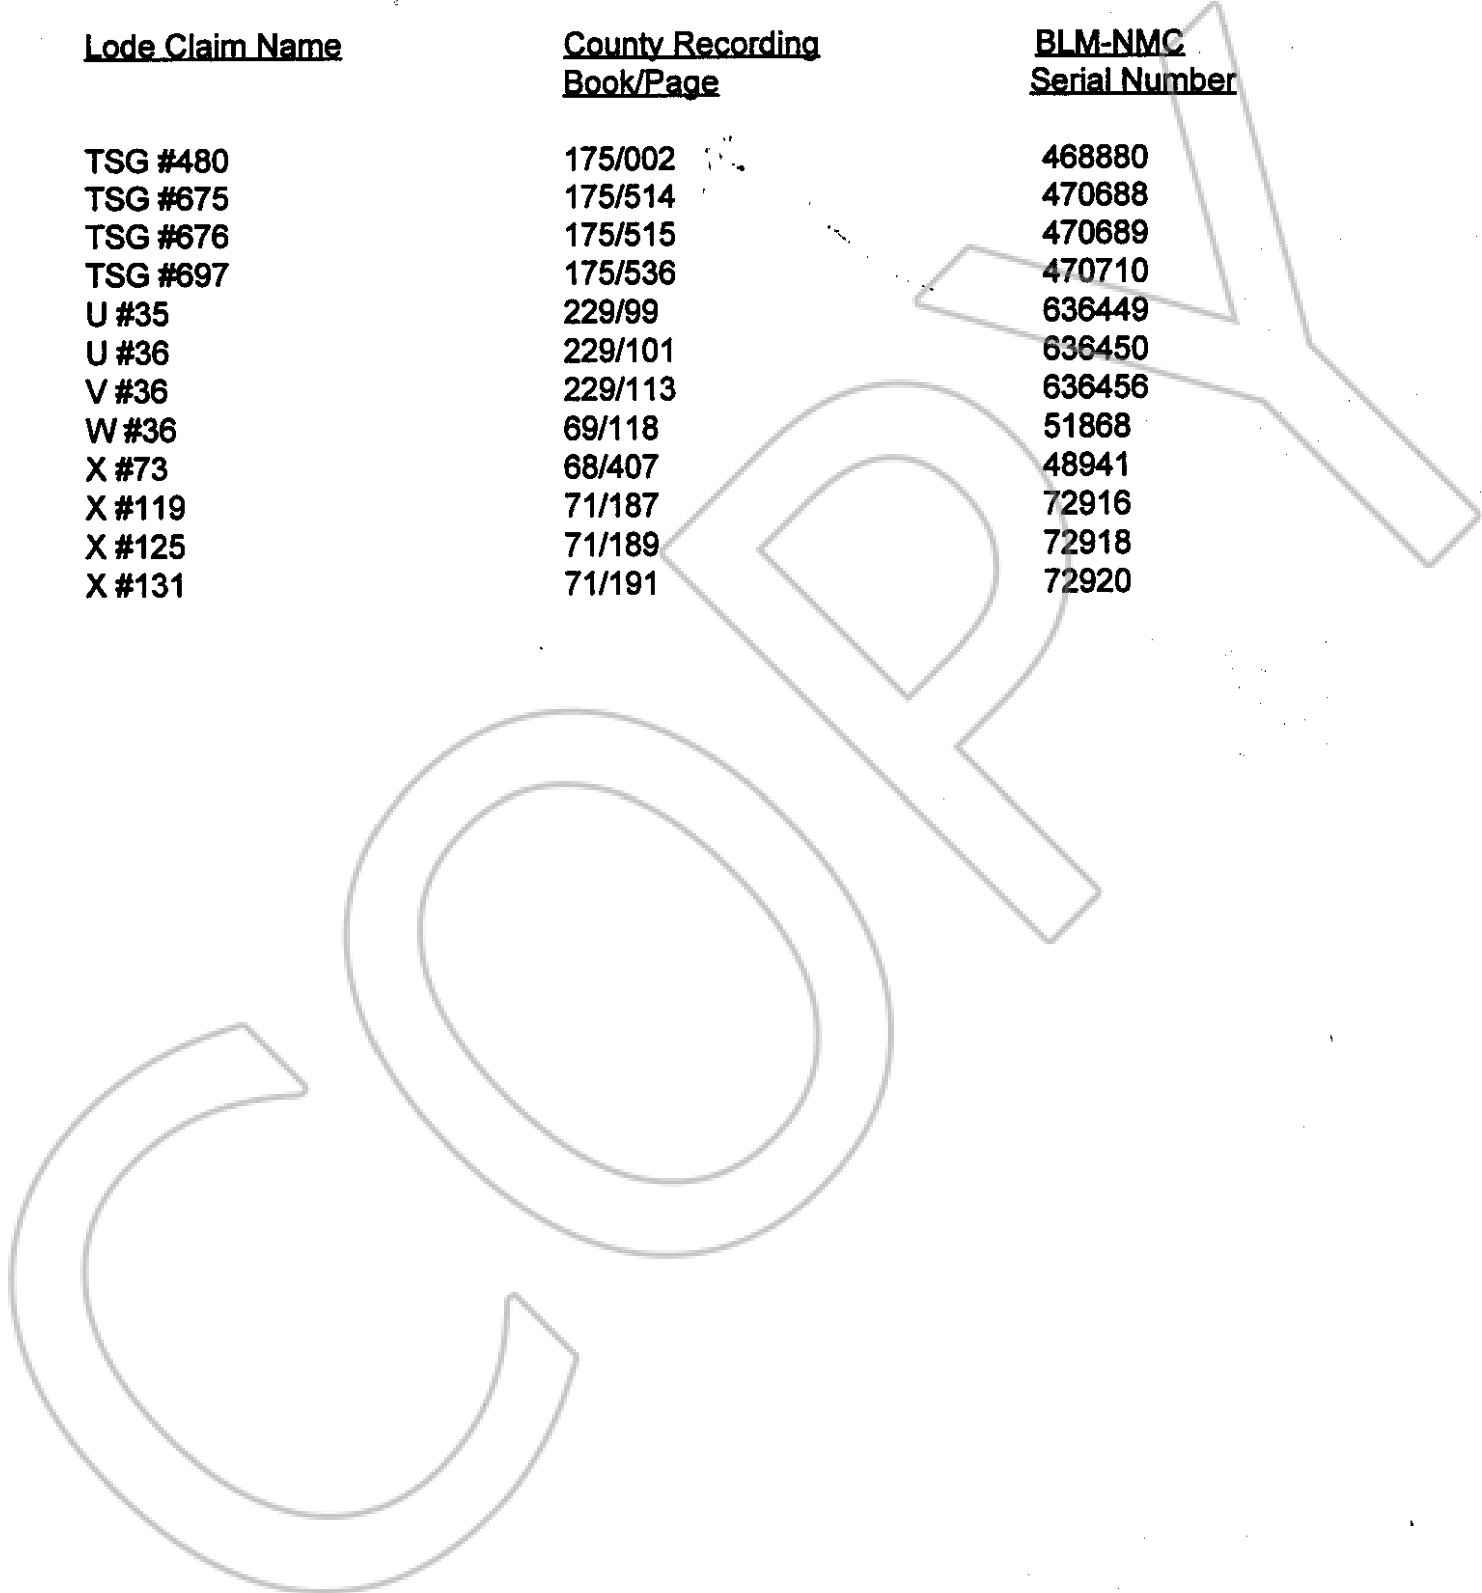 Lode Claim Name County Recording BLM-NMC
Book/Page Serial Number
TSG #480 175/002 468880
TSG #675 175/514 470688
TSG #676 175/515 470689
TSG #697 175/536 470710
U #35 229/99 636449
U #36 229/101 636450
V #36 229/113 636456
W #36 69/118 51868
X #73 68/407 48941
X #119 71/187 72916
X #125 71/189 72918
X #131 71/191 72920
COPY